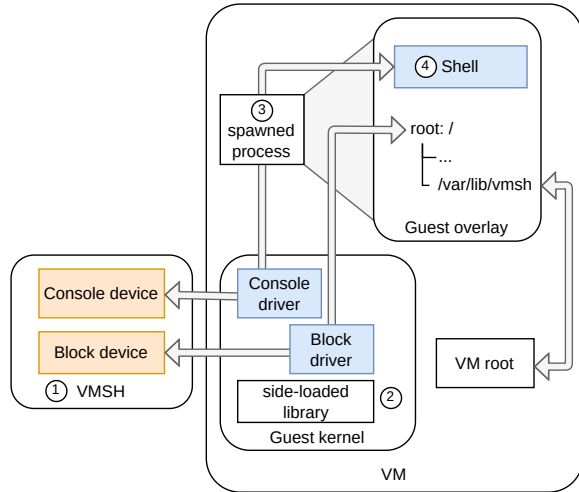 ④ Shell
③
spawned
process
root: /
...
/var/lib/vmsh
Guest overlay
Console device
Console
driver
Block device
Block
driver
VM root
① VMSH
side-loaded
library
②
Guest kernel
VM